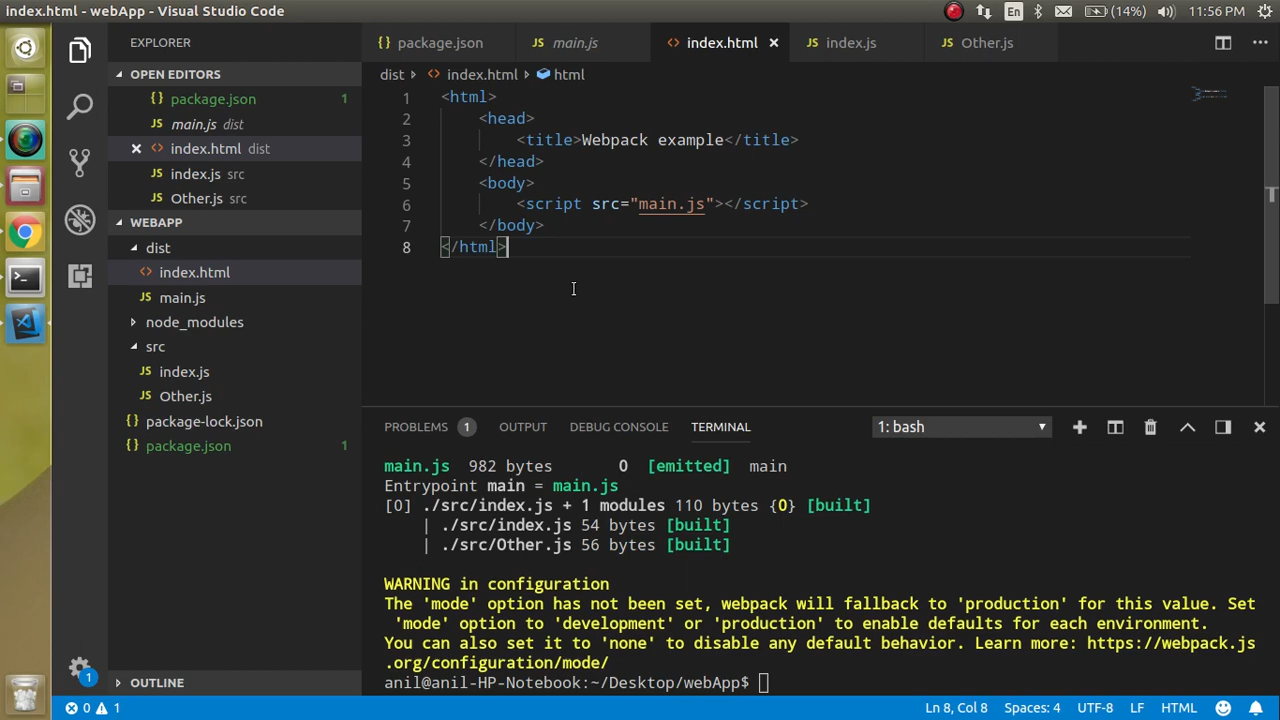 index.html - webApp - Visual Studio Code
En
(14%)
11:56 PM
EXPLORER
OPEN EDITORS
{} package.json 1
JS main.js dist
<> index.html dist
JS index.js src
JS Other.js src
WEBAPP
dist
<> index.html
JS main.js
node_modules
src
JS index.js
JS Other.js
{} package-lock.json
{} package.json 1
OUTLINE
1
{} package.json
JS main.js
<> index.html
JS index.js
JS Other.js
dist <> index.html html
1 <html>
2 <head>
3 <title>Webpack example</title>
4 </head>
5 <body>
6 <script src="main.js"></script>
7 </body>
8 </html>
PROBLEMS 1 OUTPUT DEBUG CONSOLE TERMINAL 1: bash
main.js 982 bytes 0 [emitted] main
Entrypoint main = main.js
[0] ./src/index.js + 1 modules 110 bytes {0} [built]
| ./src/index.js 54 bytes [built]
| ./src/Other.js 56 bytes [built]
WARNING in configuration
The 'mode' option has not been set, webpack will fallback to 'production' for this value. Set
'mode' option to 'development' or 'production' to enable defaults for each environment.
You can also set it to 'none' to disable any default behavior. Learn more: https://webpack.js
.org/configuration/mode/
anil@anil-HP-Notebook:~/Desktop/webApp$
0 1
Ln 8, Col 8 Spaces: 4 UTF-8 LF HTML